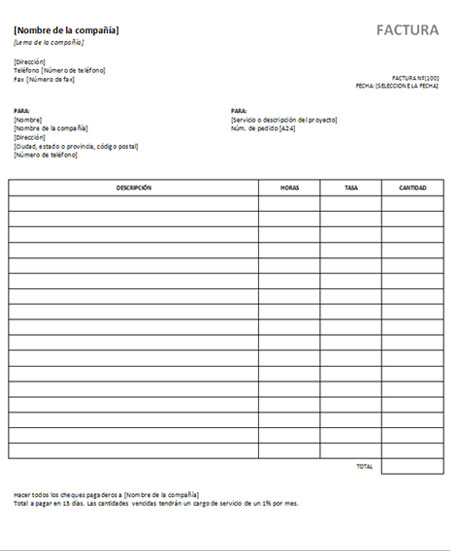 [Nombre de la compañía]
FACTURA
[Lema de la compañía]
[Dirección]
Teléfono [Número de teléfono]
Fax [Número de fax]
FACTURA Nº[100]
FECHA: [SELECCIONE LA FECHA]
PARA:
[Nombre]
[Nombre de la compañía]
[Dirección]
[Ciudad, estado o provincia, código postal]
[Número de teléfono]
PARA:
[Servicio o descripción del proyecto]
Núm. de pedido [A24]
DESCRIPCIÓN HORAS TASA CANTIDAD
TOTAL
Hacer todos los cheques pagaderos a [Nombre de la compañía]
Total a pagar en 15 días. Las cantidades vencidas tendrán un cargo de servicio de un 1% por mes.